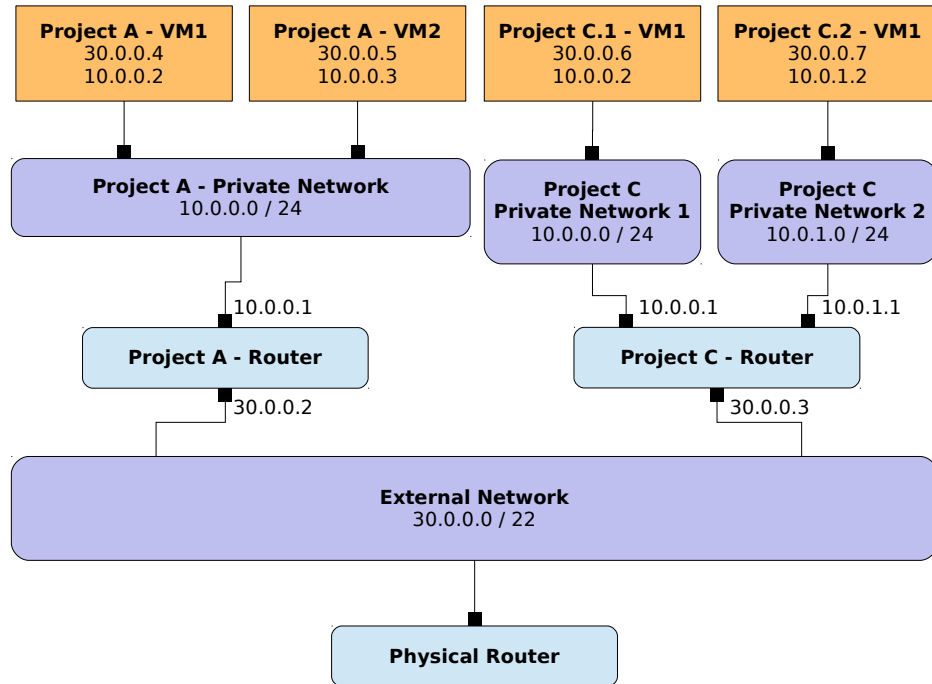 Project A - VM1
30.0.0.4
10.0.0.2
Project A - VM2
30.0.0.5
10.0.0.3
Project C.1 - VM1
30.0.0.6
10.0.0.2
Project C.2 - VM1
30.0.0.7
10.0.1.2
Project A - Private Network
10.0.0.0 / 24
Project C
Private Network 1
10.0.0.0 / 24
Project C
Private Network 2
10.0.1.0 / 24
10.0.0.1
10.0.0.1
10.0.1.1
Project A - Router
Project C - Router
30.0.0.2
30.0.0.3
External Network
30.0.0.0 / 22
Physical Router